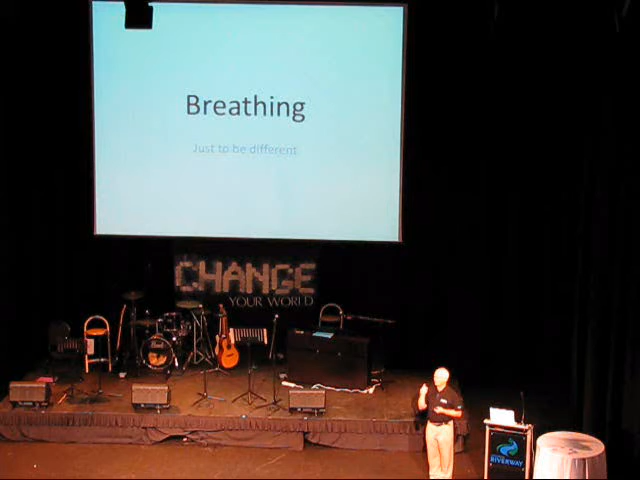 Breathing
Just to be different
CHANGE
YOUR WORLD
RIVERWAY